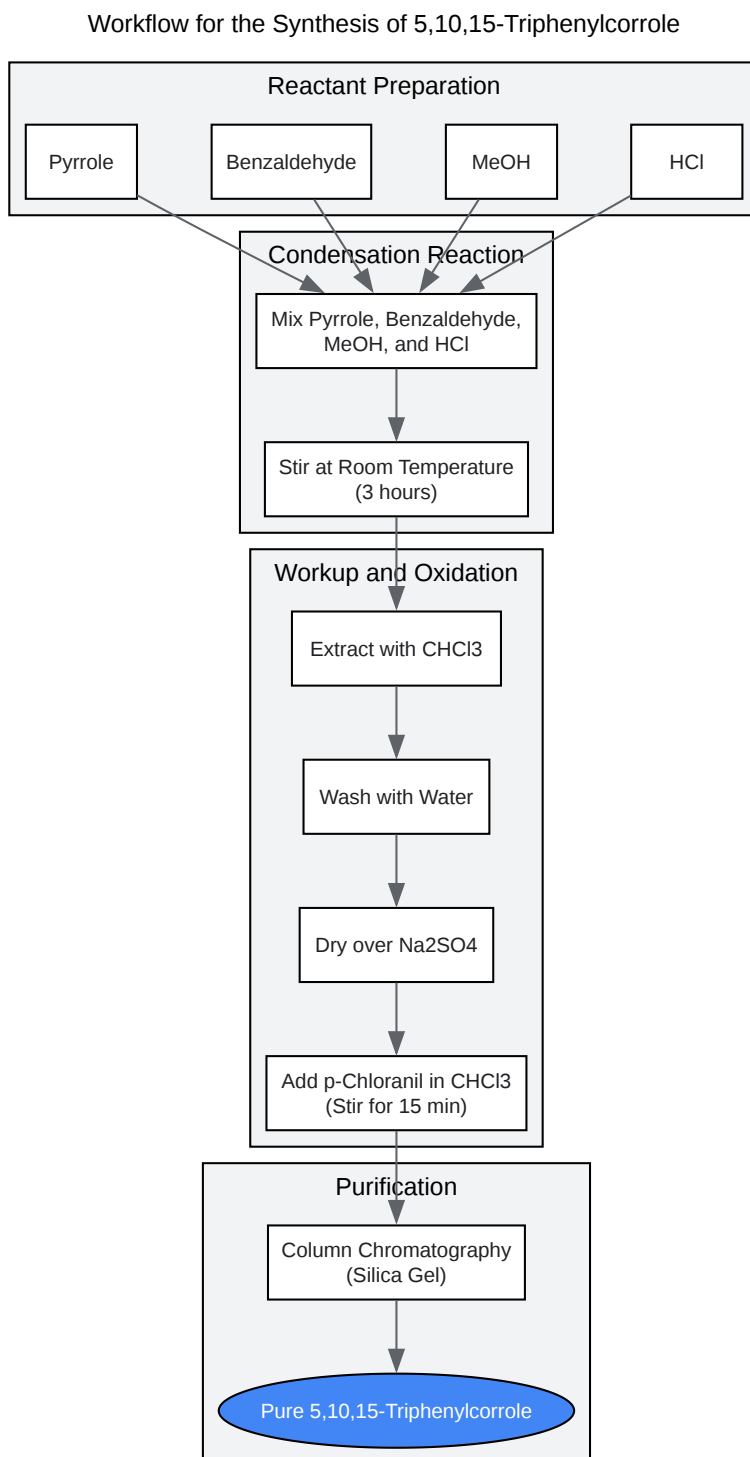 Workflow for the Synthesis of 5,10,15-Triphenylcorrole
Reactant Preparation
Pyrrole
Benzaldehyde
MeOH
HCl
Condensation Reaction
Mix Pyrrole, Benzaldehyde,
MeOH, and HCl
Stir at Room Temperature
(3 hours)
Workup and Oxidation
Extract with CHCl3
Wash with Water
Dry over Na2SO4
Add p-Chloranil in CHCl3
(Stir for 15 min)
Purification
Column Chromatography
(Silica Gel)
Pure 5,10,15-Triphenylcorrole